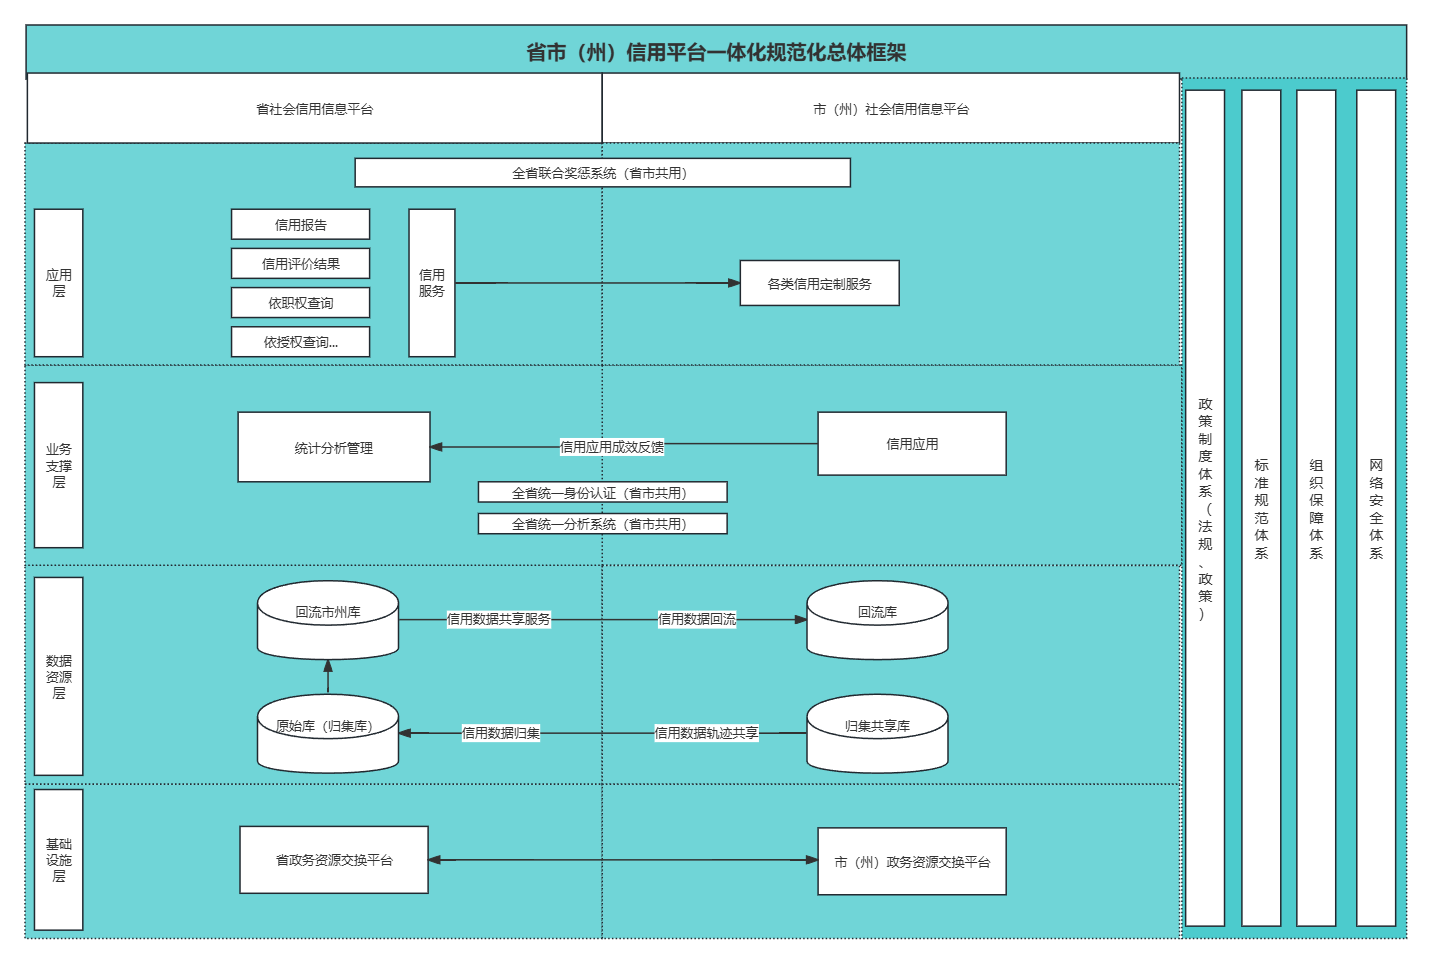 省市（州）信用平台一体化规范化总体框架
省社会信用信息平台
市（州）社会信用信息平台
全省联合奖惩系统（省市共用）
应用
层
信用报告
信用评价结果
依职权查询
依授权查询...
信用
服务
各类信用定制服务
业务
支撑
层
统计分析管理
信用应用成效反馈
信用应用
全省统一身份认证（省市共用）
全省统一分析系统（省市共用）
数据
资源
层
回流市州库
信用数据共享服务
信用数据回流
回流库
原始库（归集库）
信用数据归集
信用数据轨迹共享
归集共享库
基础
设施
层
省政务资源交换平台
市（州）政务资源交换平台
政策制度体系（法规、政策）
标准规范体系
组织保障体系
网络安全体系